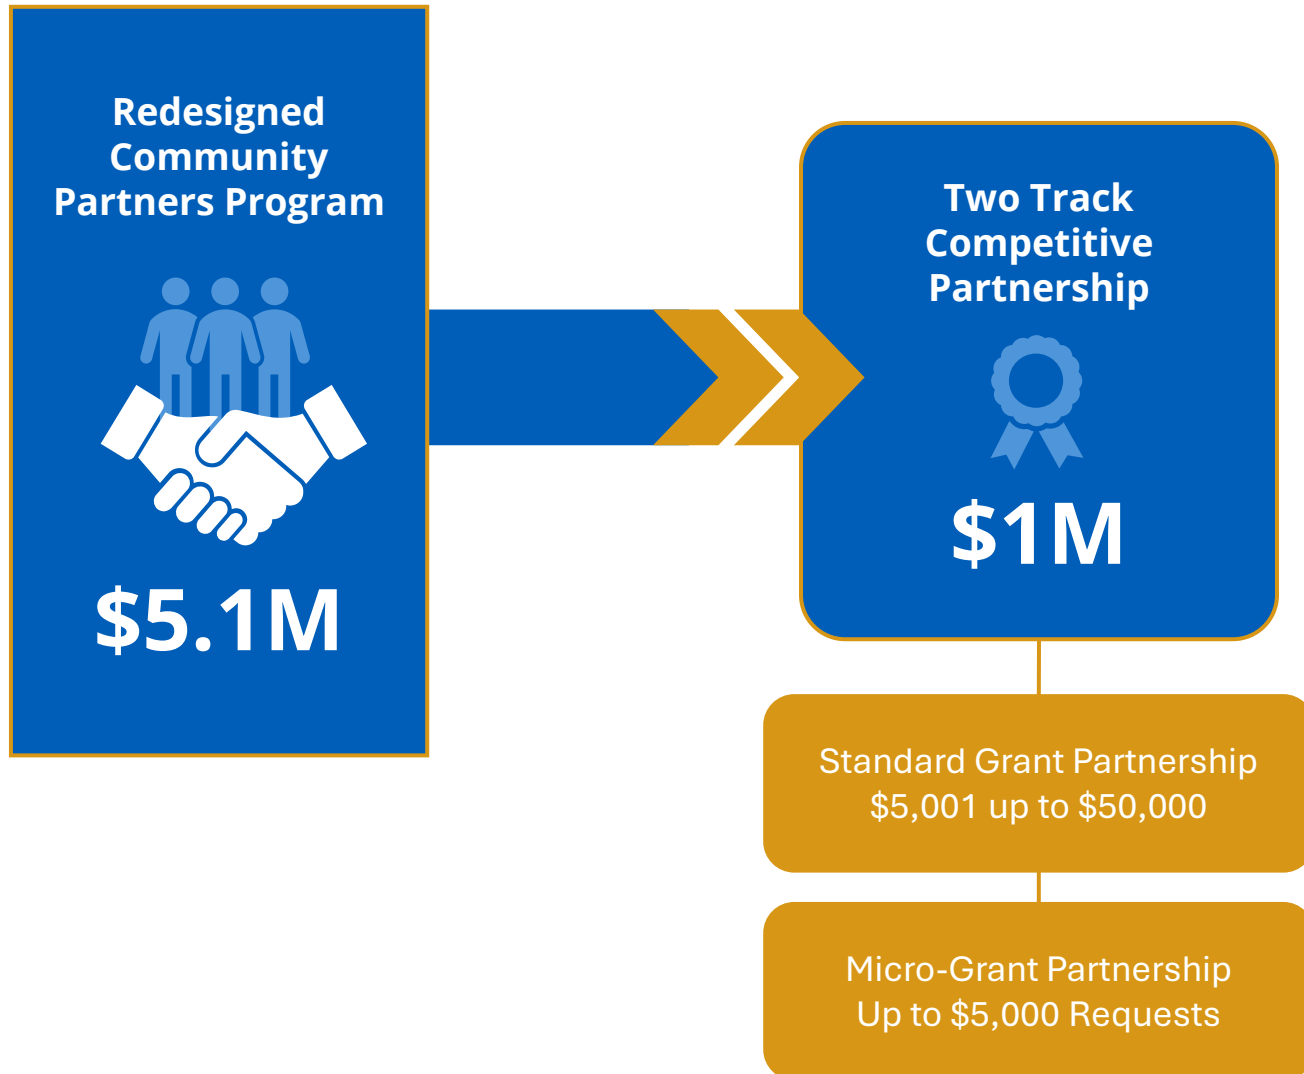 Redesigned
Community
Partners Program
$5.1M
Two Track
Competitive
Partnership
$1M
Standard Grant Partnership
$5,001 up to $50,000
Micro-Grant Partnership
Up to $5,000 Requests